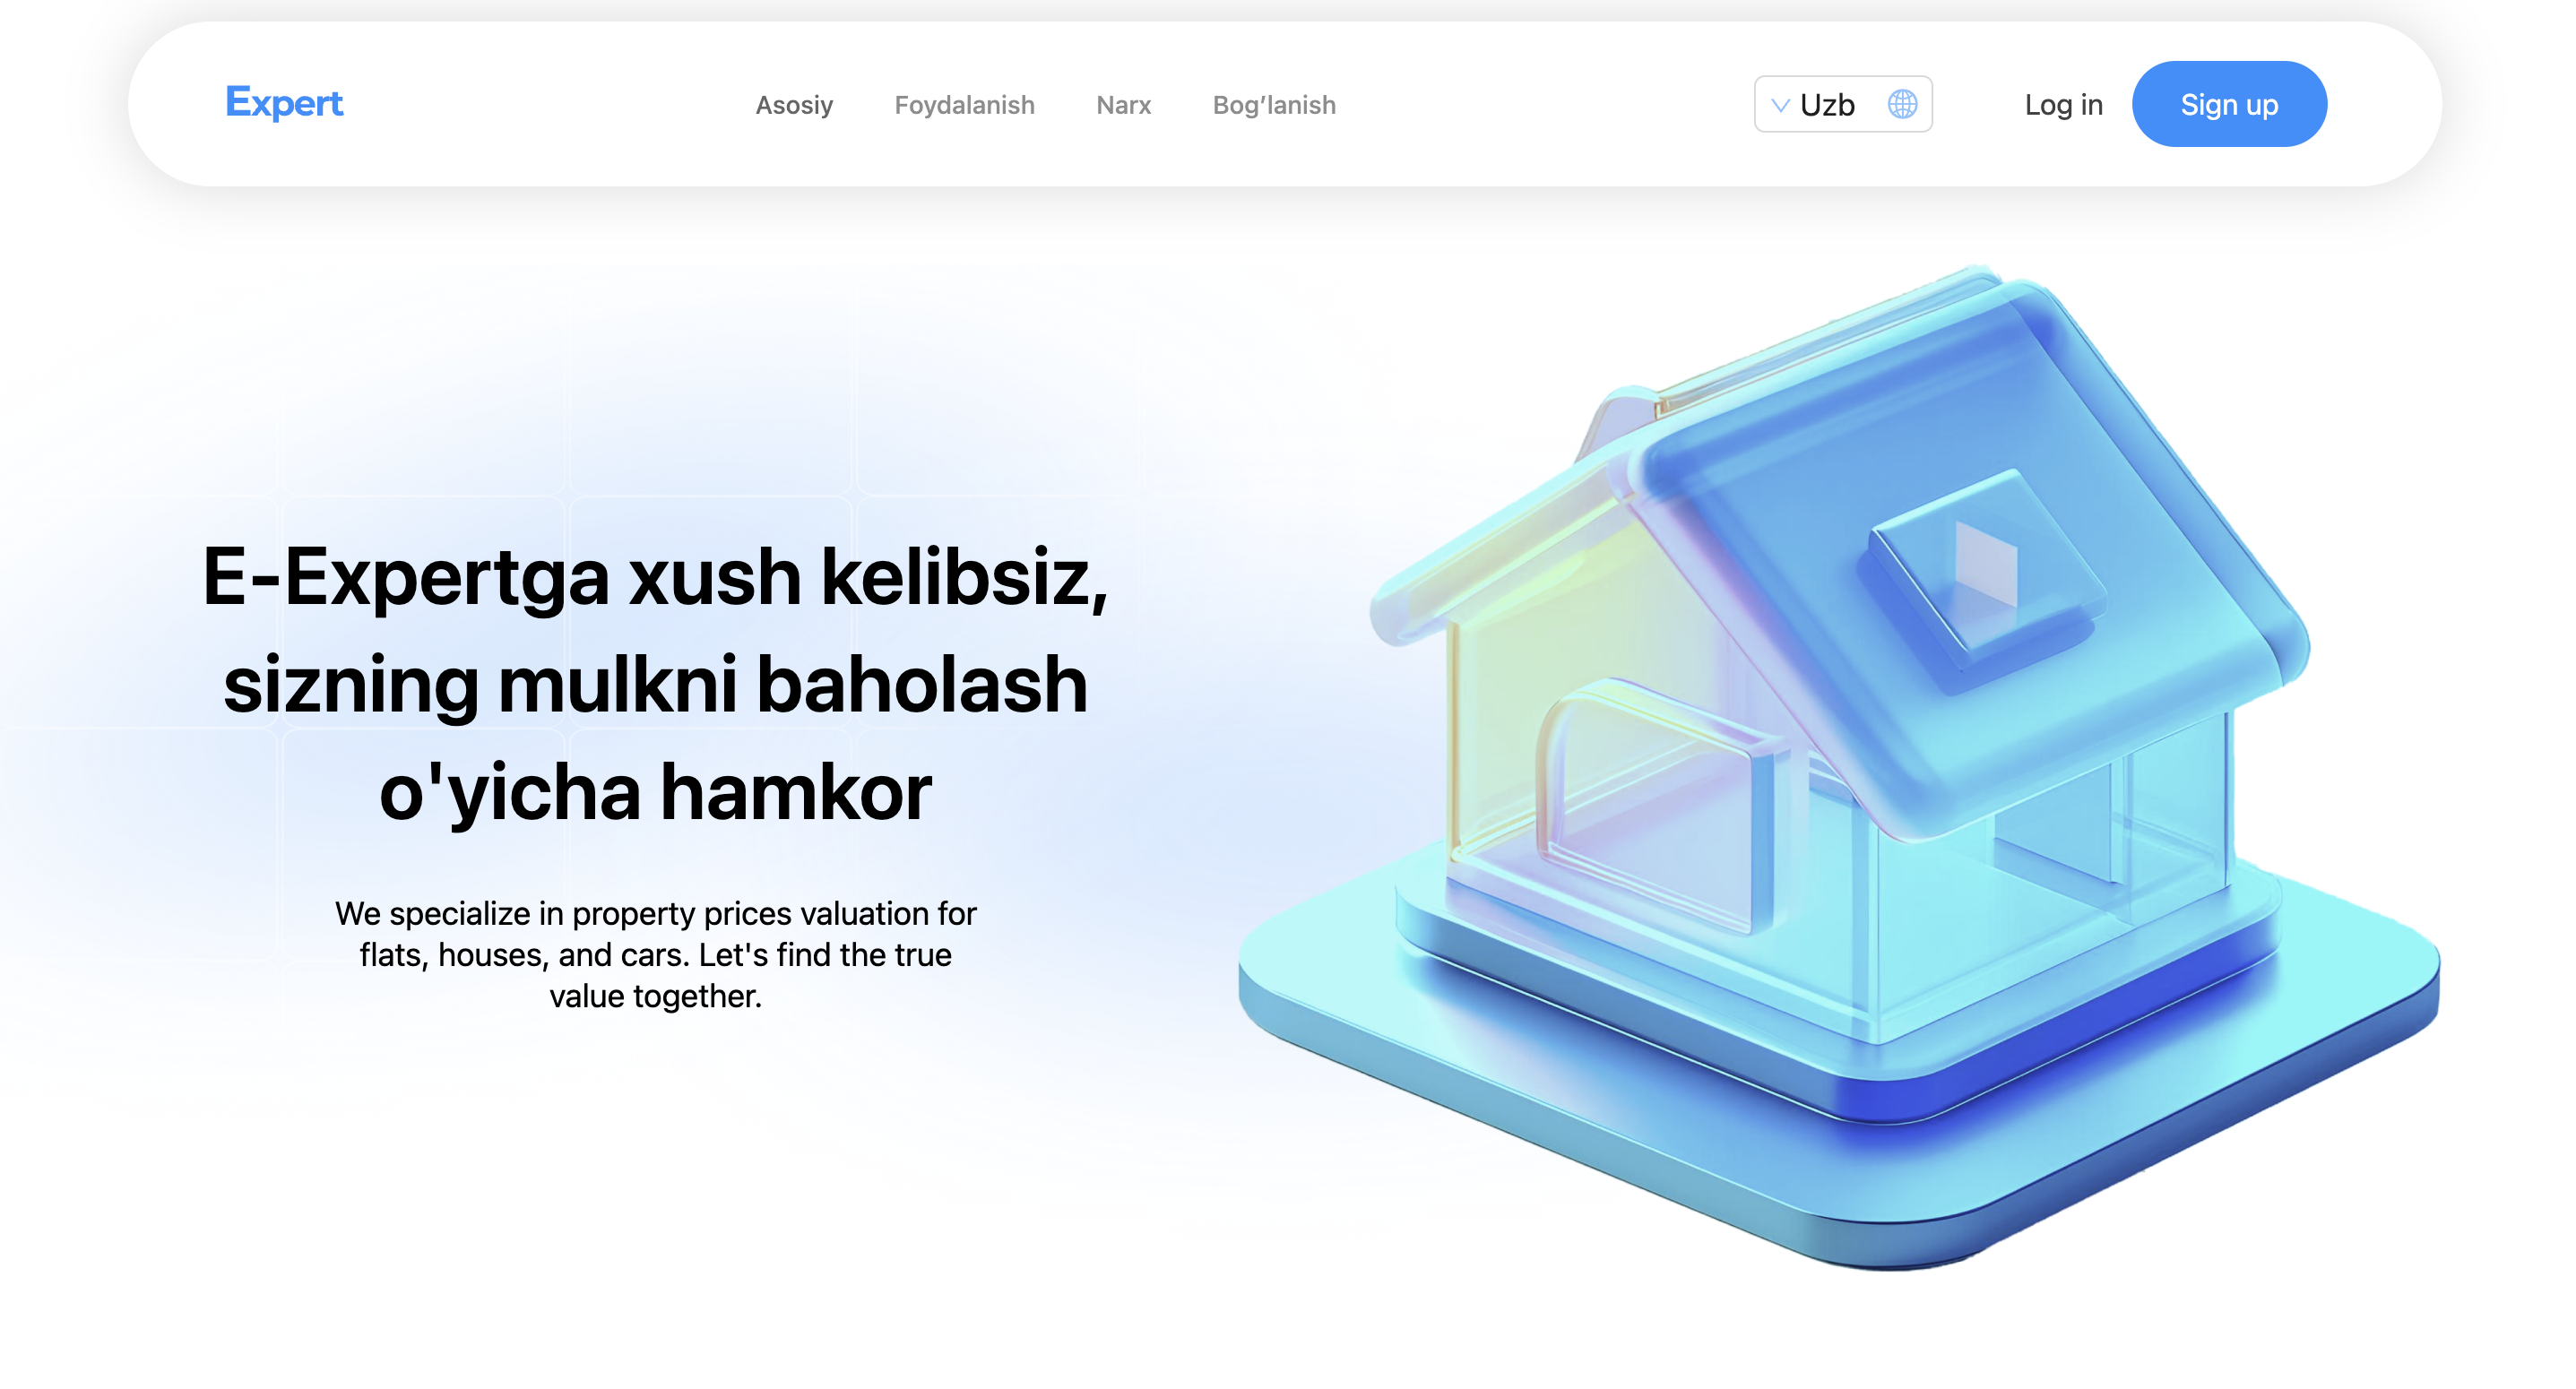 Expert
Asosiy
Foydalanish
Narx
Bog’lanish
Uzb
Log in
Sign up
E-Expertga xush kelibsiz,
sizning mulkni baholash
o'yicha hamkor
We specialize in property prices valuation for
flats, houses, and cars. Let's find the true
value together.